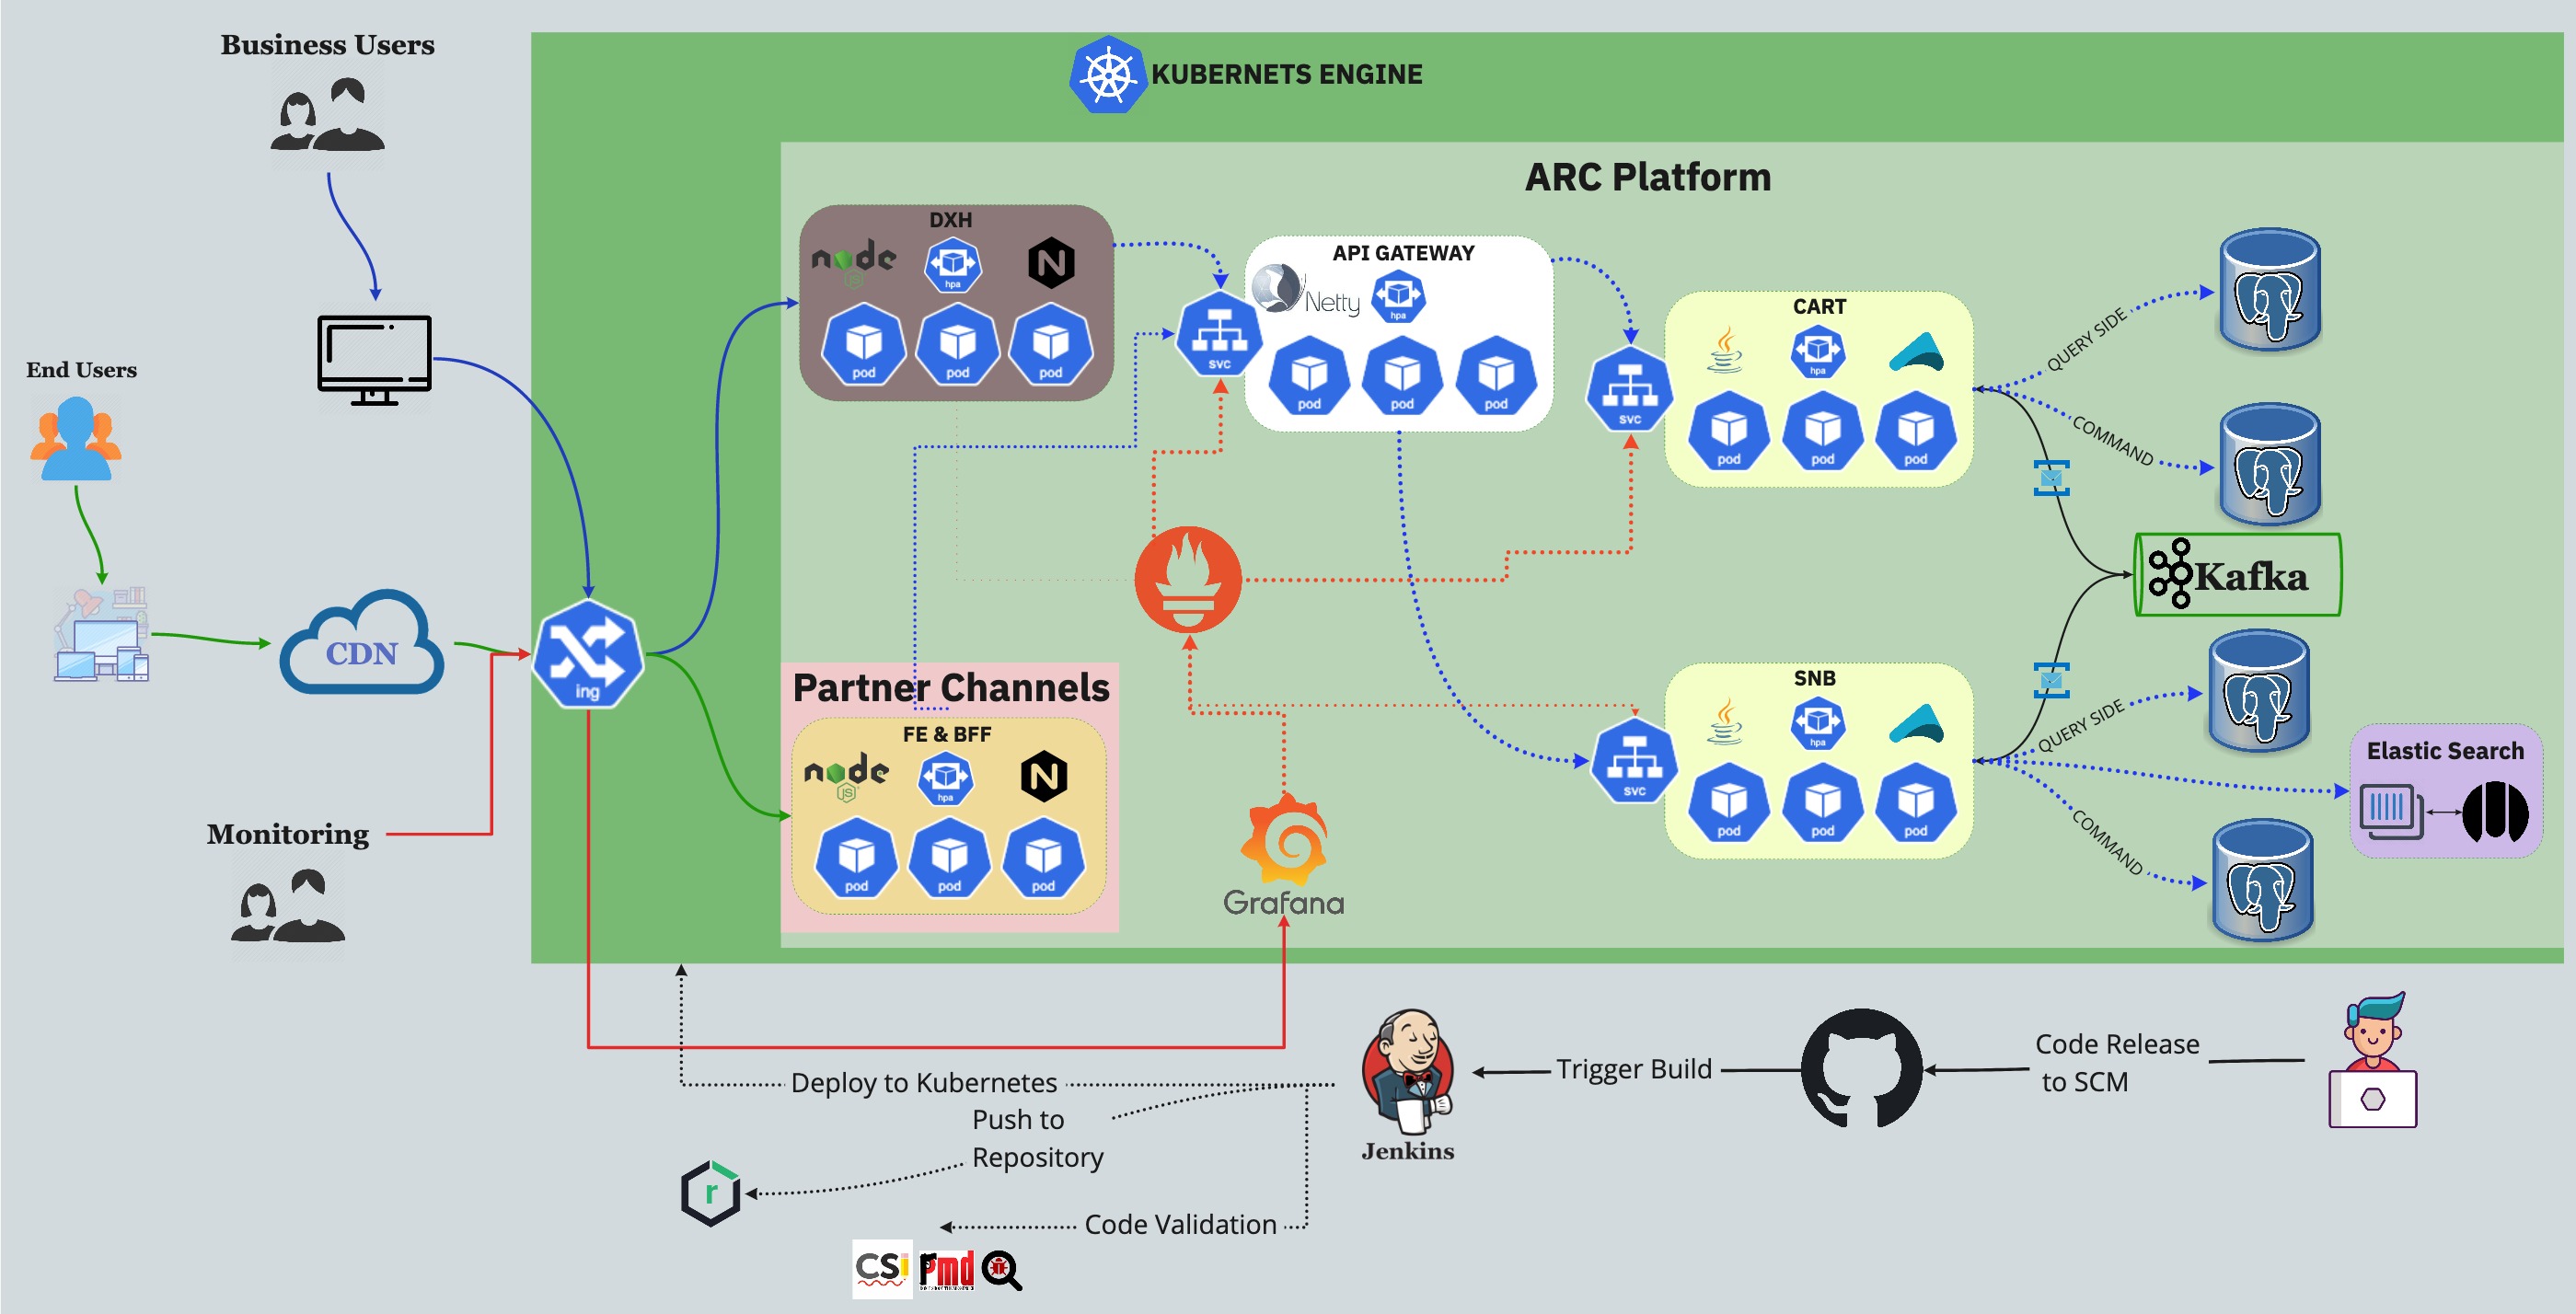 Business Users
KUBERNETS ENGINE
ARC Platform
DXH
node
JS
hpa
N
pod
pod
pod
svc
API GATEWAY
Netty
hpa
pod
pod
pod
svc
CART
hpa
pod
pod
pod
QUERY SIDE
COMMAND
End Users
CDN
ing
Kafka
Partner Channels
FE & BFF
node
JS
hpa
N
pod
pod
pod
Monitoring
Grafana
svc
SNB
hpa
pod
pod
pod
QUERY SIDE
COMMAND
Elastic Search
Deploy to Kubernetes
Push to
Repository
r
Code Validation
CSi
Pmd
Jenkins
Trigger Build
Code Release
to SCM